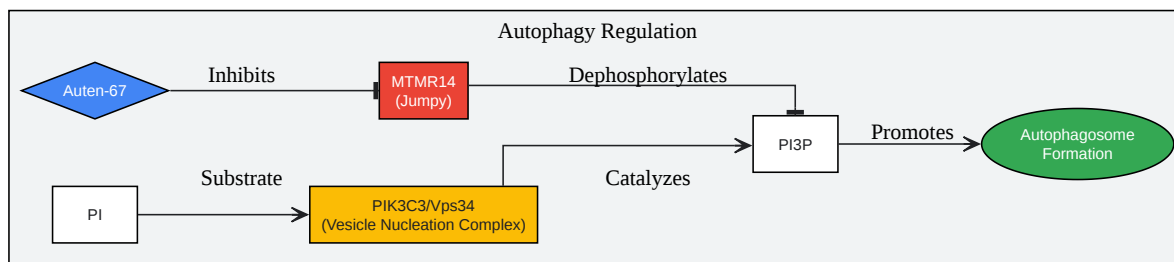 Autophagy Regulation
Auten-67
Inhibits
MTMR14
(Jumpy)
Dephosphorylates
PI3P
Promotes
Autophagosome
Formation
PI
Substrate
PIK3C3/Vps34
(Vesicle Nucleation Complex)
Catalyzes